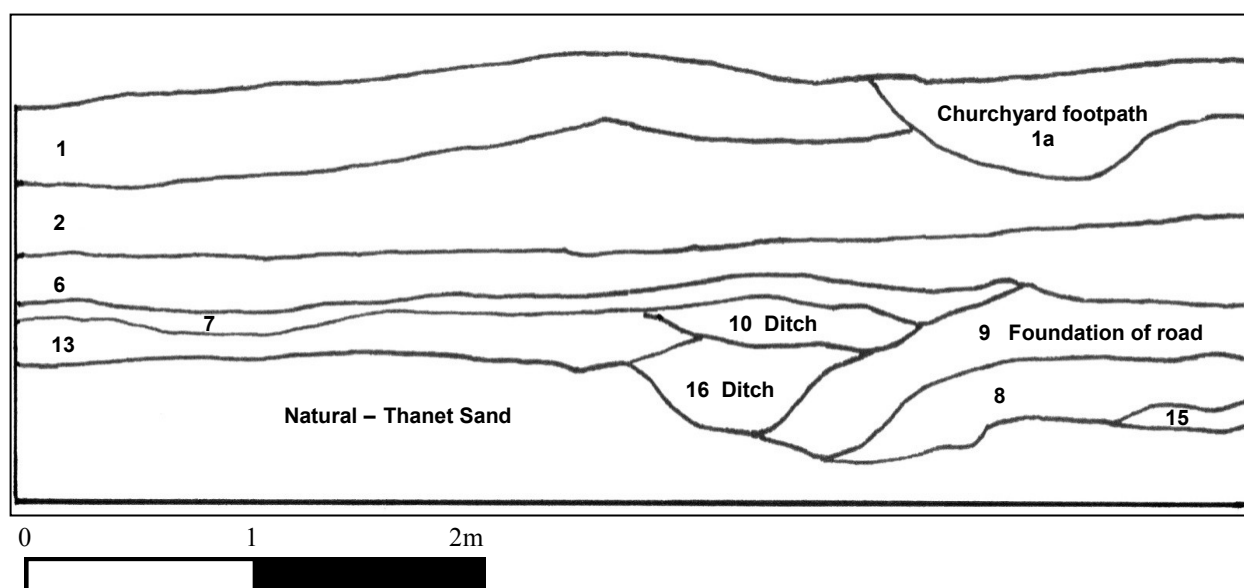 Churchyard footpath
1a
1
2
6
7
10 Ditch
9 Foundation of road
13
16 Ditch
8
Natural – Thanet Sand
15
0 1 2m